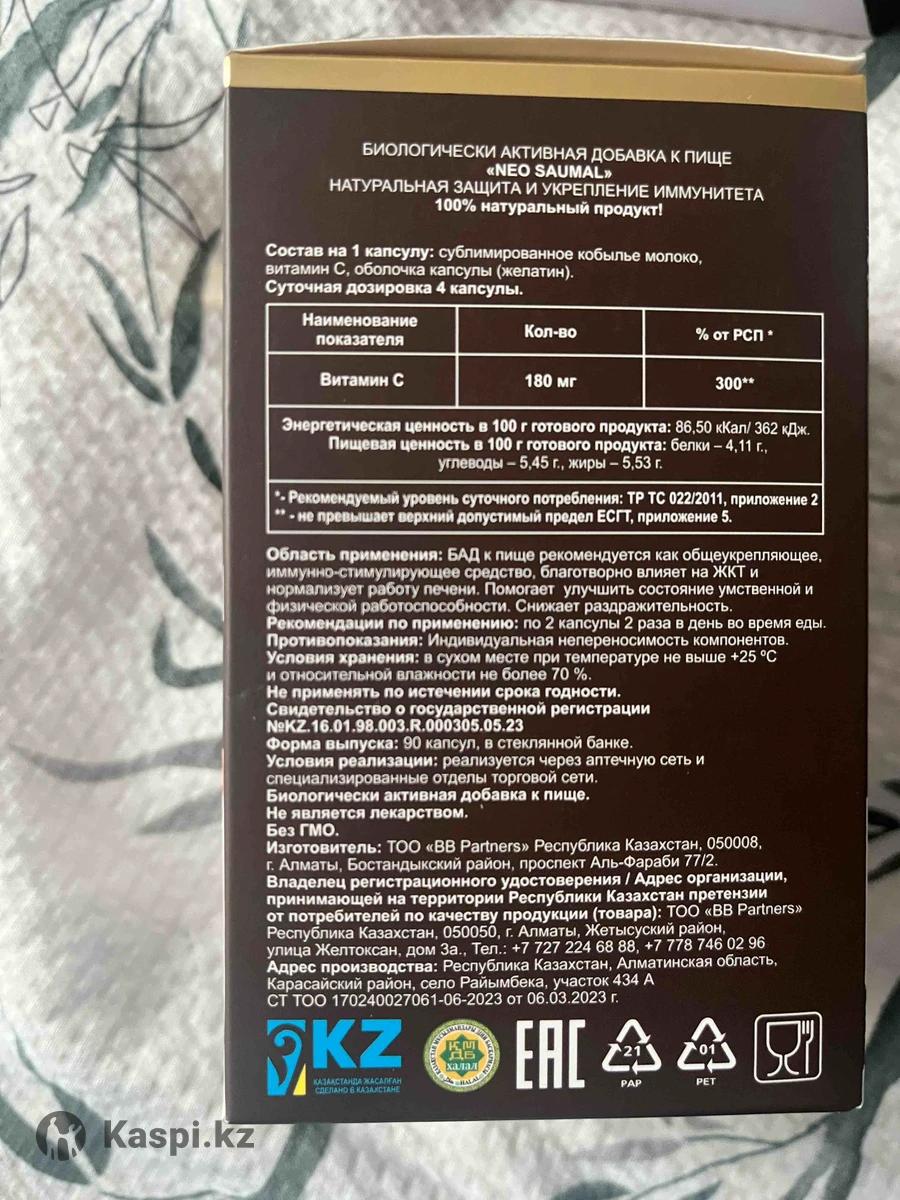 БИОЛОГИЧЕСКИ АКТИВНАЯ ДОБАВКА К ПИЩЕ
«NEO SAUMAL»
НАТУРАЛЬНАЯ ЗАЩИТА И УКРЕПЛЕНИЕ ИММУНИТЕТА
100% натуральный продукт!
Состав на 1 капсулу: сублимированное кобылье молоко,
витамин С, оболочка капсулы (желатин).
Суточная дозировка 4 капсулы.
Наименование показателя Кол-во % от РСП *
Витамин С 180 мг 300**
Энергетическая ценность в 100 г готового продукта: 86,50 кКал/ 362 кДж.
Пищевая ценность в 100 г готового продукта: белки – 4,11 г.,
углеводы – 5,45 г., жиры – 5,53 г.
*- Рекомендуемый уровень суточного потребления: ТР ТС 022/2011, приложение 2
** - не превышает верхний допустимый предел ЕСГТ, приложение 5.
Область применения: БАД к пище рекомендуется как общеукрепляющее,
иммунно-стимулирующее средство, благотворно влияет на ЖКТ и
нормализует работу печени. Помогает улучшить состояние умственной и
физической работоспособности. Снижает раздражительность.
Рекомендации по применению: по 2 капсулы 2 раза в день во время еды.
Противопоказания: Индивидуальная непереносимость компонентов.
Условия хранения: в сухом месте при температуре не выше +25 ºС
и относительной влажности не более 70 %.
Не применять по истечении срока годности.
Свидетельство о государственной регистрации
№KZ.16.01.98.003.R.000305.05.23
Форма выпуска: 90 капсул, в стеклянной банке.
Условия реализации: реализуется через аптечную сеть и
специализированные отделы торговой сети.
Биологически активная добавка к пище.
Не является лекарством.
Без ГМО.
Изготовитель: ТОО «BB Partners» Республика Казахстан, 050008,
г. Алматы, Бостандыкский район, проспект Аль-Фараби 77/2.
Владелец регистрационного удостоверения / Адрес организации,
принимающей на территории Республики Казахстан претензии
от потребителей по качеству продукции (товара): ТОО «BB Partners»
Республика Казахстан, 050050, г. Алматы, Жетысуский район,
улица Желтоксан, дом 3а., Тел.: +7 727 224 68 88, +7 778 746 02 96
Адрес производства: Республика Казахстан, Алматинская область,
Карасайский район, село Райымбека, участок 434 А
СТ ТОО 170240027061-06-2023 от 06.03.2023 г.
KZ
ҚАЗАҚСТАНДА ЖАСАЛҒАН
СДЕЛАНО В КАЗАХСТАНЕ
ҚМДБ
ХАЛАЛ
HALAL
EAC
21
PAP
01
PET
Kaspi.kz